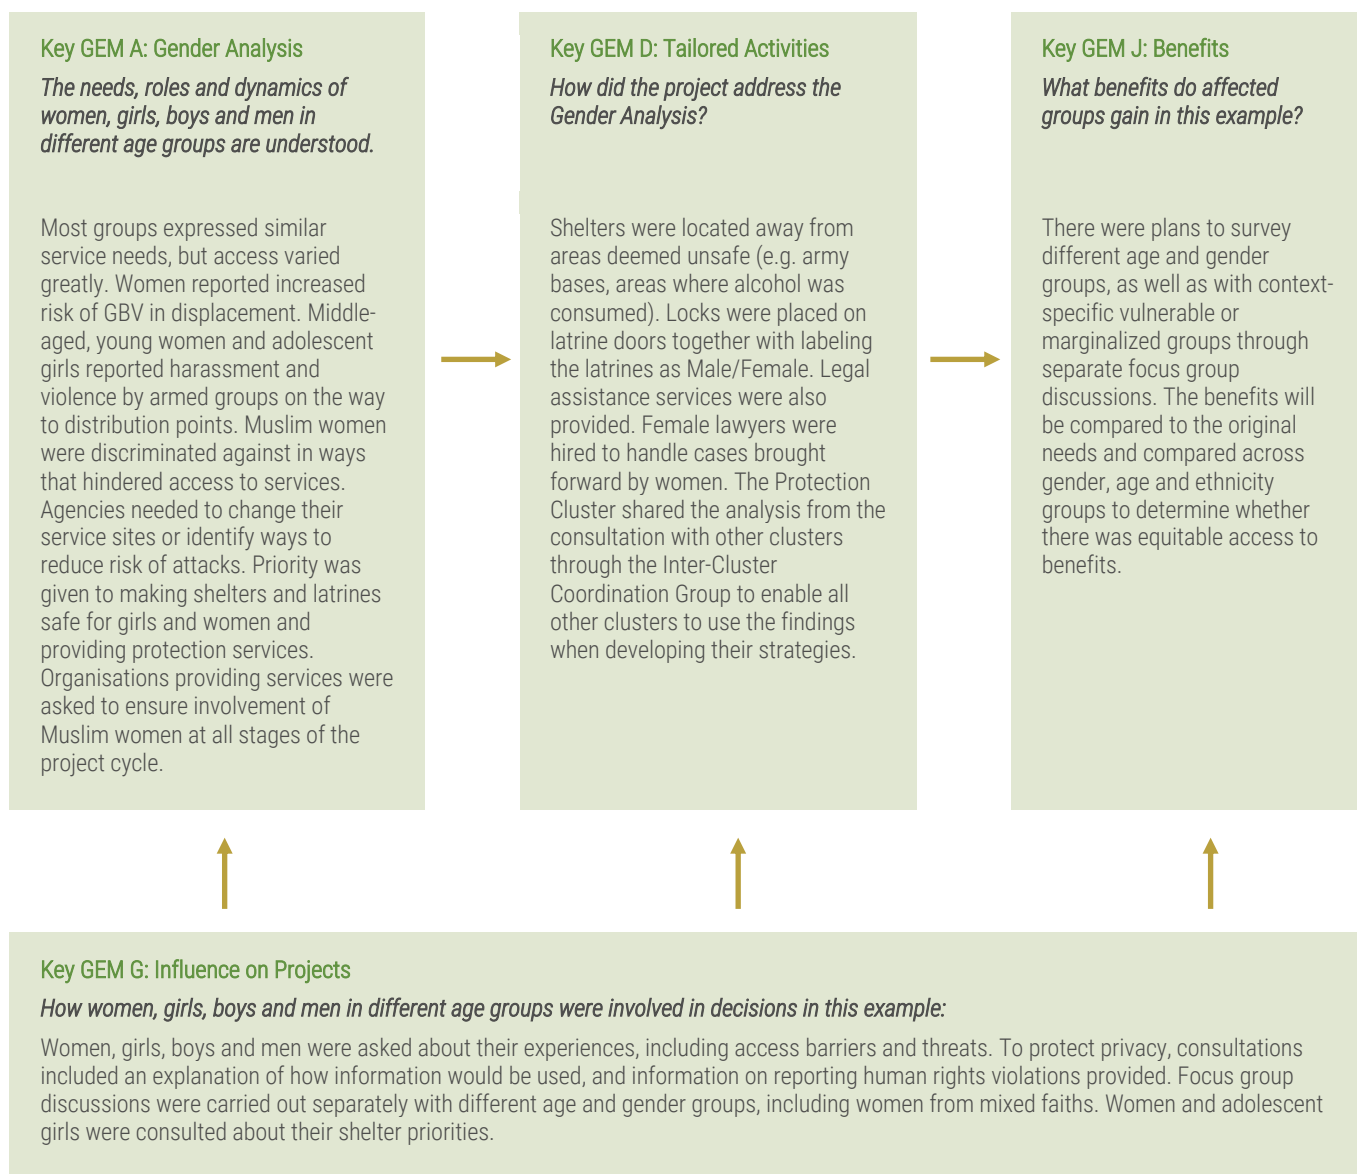 Key GEM A: Gender Analysis
The needs, roles and dynamics of
women, girls, boys and men in
different age groups are understood.
Most groups expressed similar
service needs, but access varied
greatly. Women reported increased
risk of GBV in displacement. Middle-
aged, young women and adolescent
girls reported harassment and
violence by armed groups on the way
to distribution points. Muslim women
were discriminated against in ways
that hindered access to services.
Agencies needed to change their
service sites or identify ways to
reduce risk of attacks. Priority was
given to making shelters and latrines
safe for girls and women and
providing protection services.
Organisations providing services were
asked to ensure involvement of
Muslim women at all stages of the
project cycle.
Key GEM D: Tailored Activities
How did the project address the
Gender Analysis?
Shelters were located away from
areas deemed unsafe (e.g. army
bases, areas where alcohol was
consumed). Locks were placed on
latrine doors together with labeling
the latrines as Male/Female. Legal
assistance services were also
provided. Female lawyers were
hired to handle cases brought
forward by women. The Protection
Cluster shared the analysis from the
consultation with other clusters
through the Inter-Cluster
Coordination Group to enable all
other clusters to use the findings
when developing their strategies.
Key GEM J: Benefits
What benefits do affected
groups gain in this example?
There were plans to survey
different age and gender
groups, as well as with context-
specific vulnerable or
marginalized groups through
separate focus group
discussions. The benefits will
be compared to the original
needs and compared across
gender, age and ethnicity
groups to determine whether
there was equitable access to
benefits.
Key GEM G: Influence on Projects
How women, girls, boys and men in different age groups were involved in decisions in this example:
Women, girls, boys and men were asked about their experiences, including access barriers and threats. To protect privacy, consultations
included an explanation of how information would be used, and information on reporting human rights violations provided. Focus group
discussions were carried out separately with different age and gender groups, including women from mixed faiths. Women and adolescent
girls were consulted about their shelter priorities.